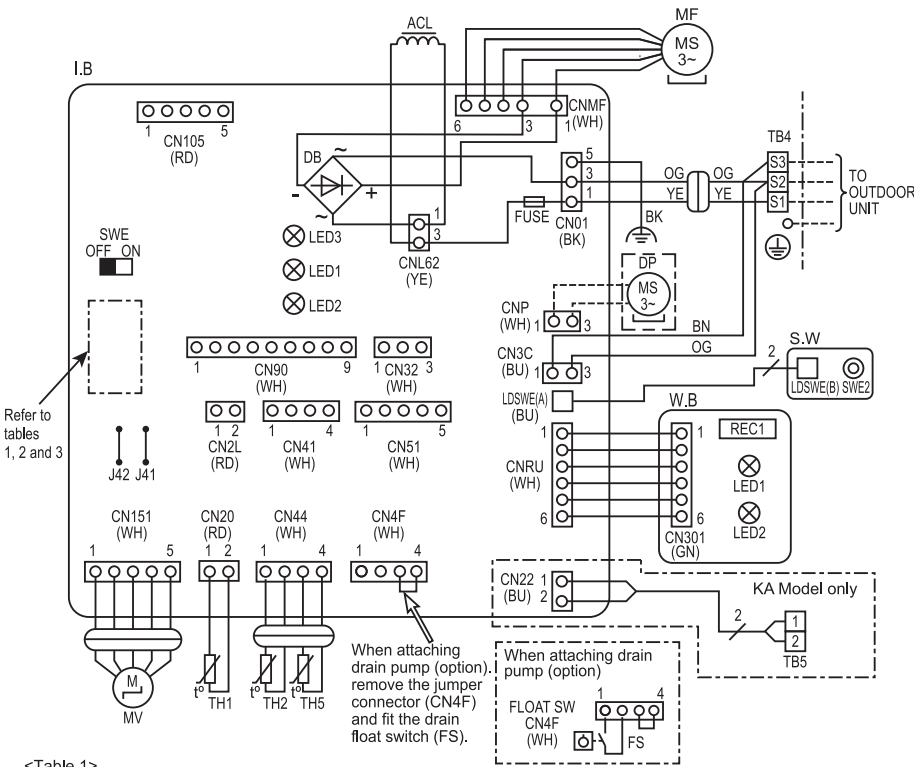 MF
ACL
MS
3~
I.B
CNMF
(WH)
6 3 1
1 5
CN105
(RD)
TB4
DB
~
- +
~
5
3
1
S3
S2
S1
OG OG
YE YE
TO
OUTDOOR
UNIT
FUSE
CN01
(BK)
BK
1
3
CNL62
(YE)
SWE
OFF ON
LED3
LED1
LED2
DP
MS
3~
CNP
(WH) 1 3
BN
OG
CN3C
(BU) 1 3
S.W
2
LDSWE(B) SWE2
LDSWE(A)
(BU)
1 9
CN90
(WH)
1 3
CN32
(WH)
Refer to
tables
1, 2 and 3
1 2
CN2L
(RD)
1 4
CN41
(WH)
1 5
CN51
(WH)
J42 J41
W.B
1
CNRU
(WH)
6
1
6
CN301
(GN)
REC1
LED1
LED2
CN151
(WH)
1 5
CN20
(RD)
1 2
CN44
(WH)
1 4
CN4F
(WH)
1 4
CN22
(BU)
1
2
KA Model only
2
1
2
TB5
M
MV
t° TH1
t° TH2
t° TH5
When attaching
drain pump (option).
remove the jumper
connector (CN4F)
and fit the drain
float switch (FS).
When attaching drain
pump (option)
1 4
FLOAT SW
CN4F
(WH)
FS
<Table 1>